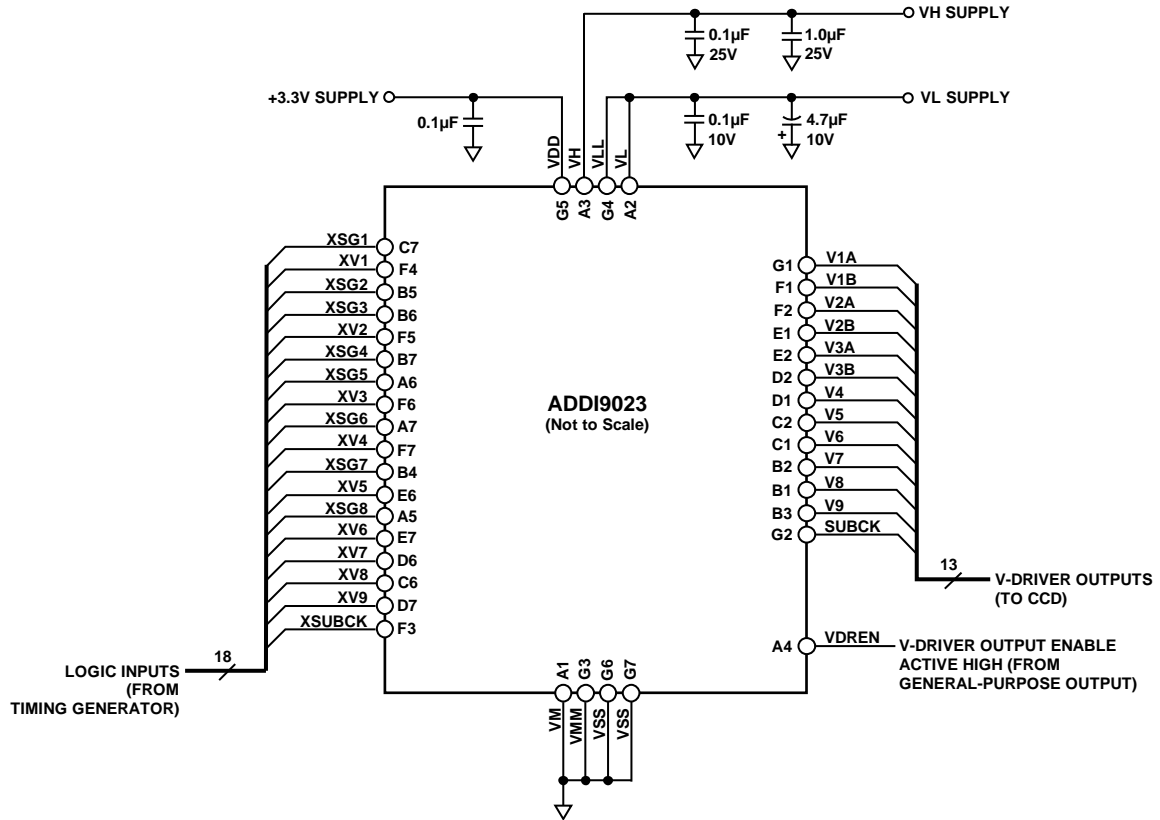 VH SUPPLY
0.1µF
25V
1.0µF
25V
+3.3V SUPPLY
VL SUPPLY
0.1µF
0.1µF
10V
4.7µF
10V
+
VDD
VH
VLL
VL
G5
A3
G4
A2
XSG1
C7
XV1
F4
XSG2
B5
XSG3
B6
XV2
F5
XSG4
B7
XSG5
A6
XV3
F6
XSG6
A7
XV4
F7
XSG7
B4
XV5
E6
XSG8
A5
XV6
E7
XV7
D6
XV8
C6
XV9
D7
XSUBCK
F3
18
LOGIC INPUTS
(FROM
TIMING GENERATOR)
ADDI9023
(Not to Scale)
G1
V1A
F1
V1B
F2
V2A
E1
V2B
E2
V3A
D2
V3B
D1
V4
C2
V5
C1
V6
B2
V7
B1
V8
B3
V9
G2
SUBCK
13
V-DRIVER OUTPUTS
(TO CCD)
A4
VDREN
V-DRIVER OUTPUT ENABLE
ACTIVE HIGH (FROM
GENERAL-PURPOSE OUTPUT)
A1
G3
G6
G7
VM
VMM
VSS
VSS